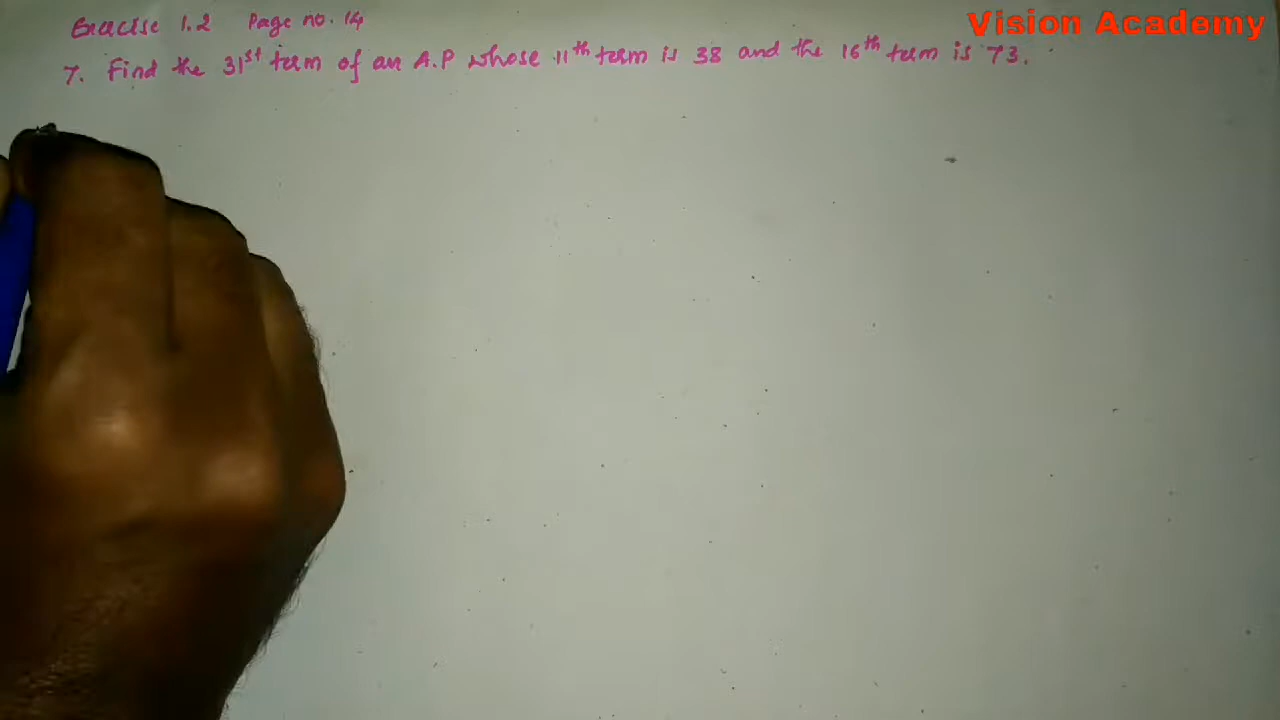 Vision Academy
Exercise 1.2 Page no. 14
7. Find the 31st term of an A.P whose 11th term is 38 and the 16th term is 73.